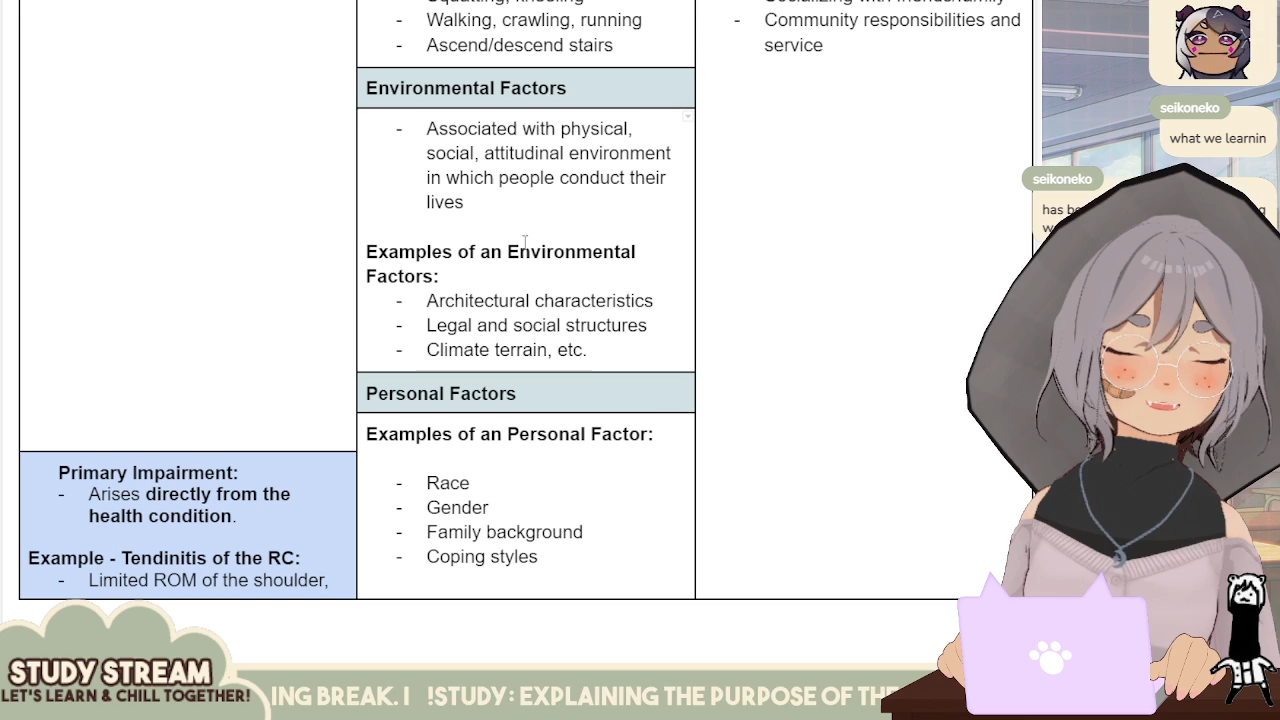 Walking, crawling, running
- Ascend/descend stairs
Environmental Factors
- Associated with physical,
social, attitudinal environment
in which people conduct their
lives
Examples of an Environmental
Factors:
- Architectural characteristics
- Legal and social structures
- Climate terrain, etc.
Personal Factors
Examples of an Personal Factor:
- Race
- Gender
- Family background
- Coping styles
Primary Impairment:
- Arises directly from the
health condition.
Example - Tendinitis of the RC:
- Limited ROM of the shoulder,
- Community responsibilities and
service
seikoneko
what we learnin
seikoneko
has
STUDY STREAM
LET'S LEARN & CHILL TOGETHER!
ING BREAK. I !STUDY: EXPLAINING THE PURPOSE OF THE